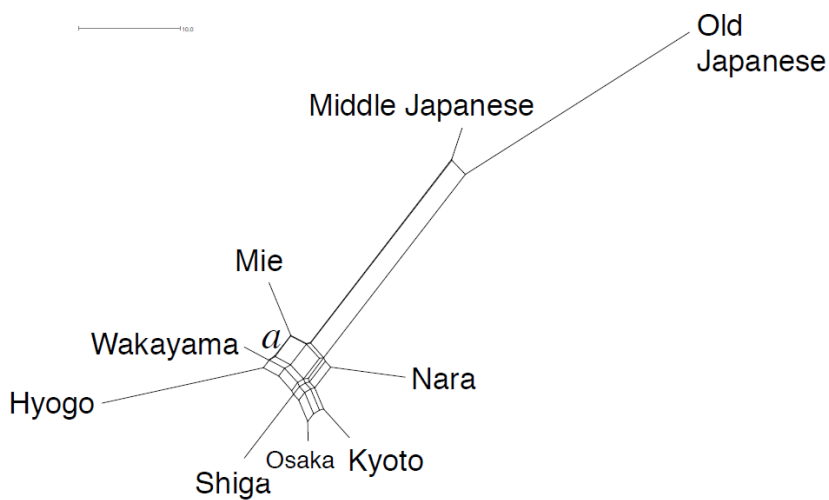 10.0
Old
Japanese
Middle Japanese
Mie
a
Wakayama
Nara
Hyogo
Osaka
Kyoto
Shiga